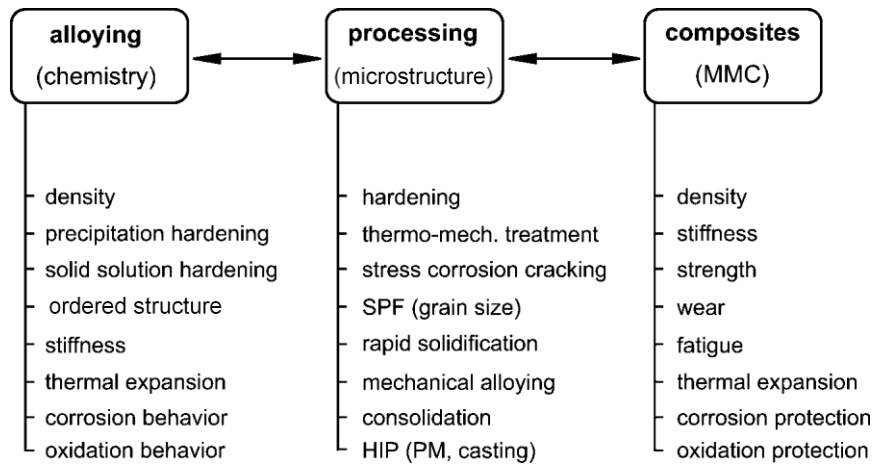 alloying
(chemistry)
density
precipitation hardening
solid solution hardening
ordered structure
stiffness
thermal expansion
corrosion behavior
oxidation behavior
processing
(microstructure)
hardening
thermo-mech. treatment
stress corrosion cracking
SPF (grain size)
rapid solidification
mechanical alloying
consolidation
HIP (PM, casting)
composites
(MMC)
density
stiffness
strength
wear
fatigue
thermal expansion
corrosion protection
oxidation protection